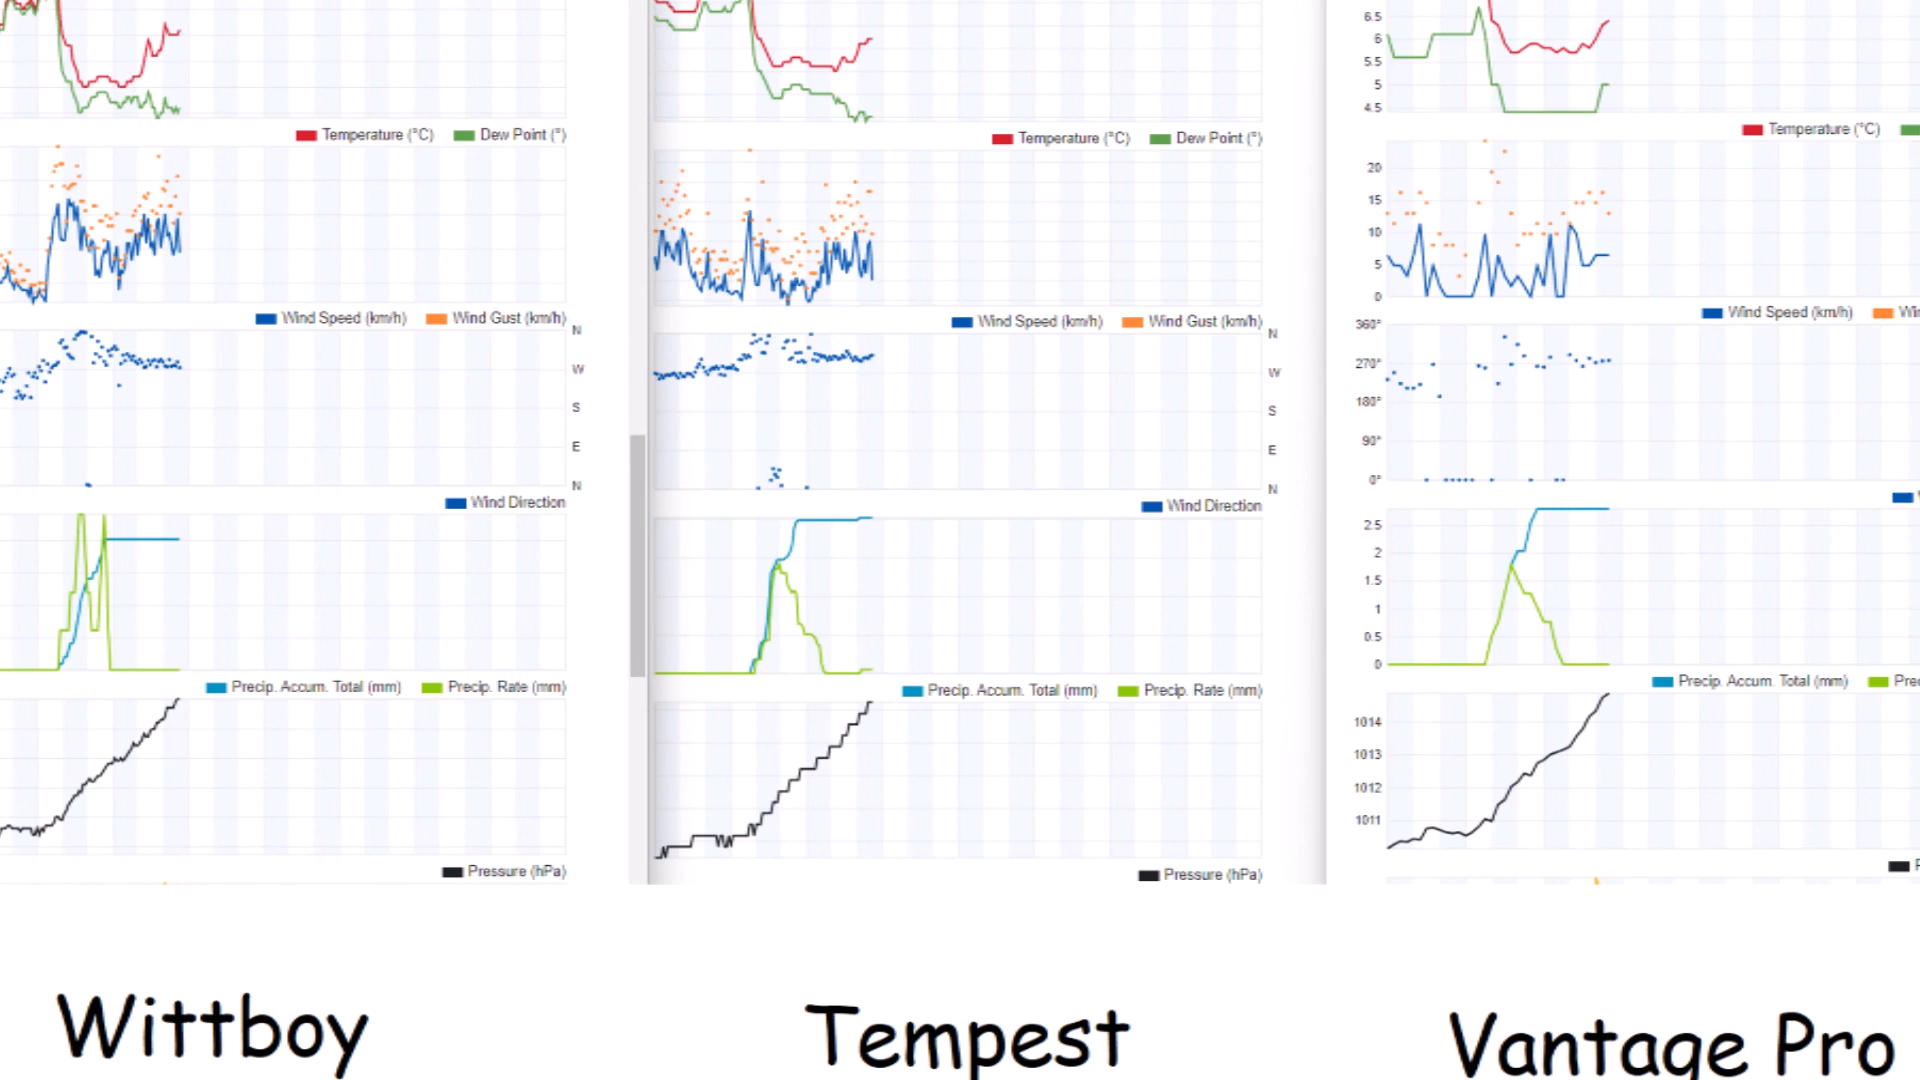 Temperature (°C) Dew Point (°)
Wind Speed (km/h) Wind Gust (km/h)
N
W
S
E
N
Wind Direction
Precip. Accum. Total (mm) Precip. Rate (mm)
Pressure (hPa)
Wittboy
Temperature (°C) Dew Point (°)
Wind Speed (km/h) Wind Gust (km/h)
N
W
S
E
N
Wind Direction
Precip. Accum. Total (mm) Precip. Rate (mm)
Pressure (hPa)
Tempest
6.5
6
5.5
5
4.5
Temperature (°C)
20
15
10
5
0
Wind Speed (km/h) Win
360°
270°
180°
90°
0°
2.5
2
1.5
1
0.5
0
Precip. Accum. Total (mm) Prec
1014
1013
1012
1011
Vantage Pro